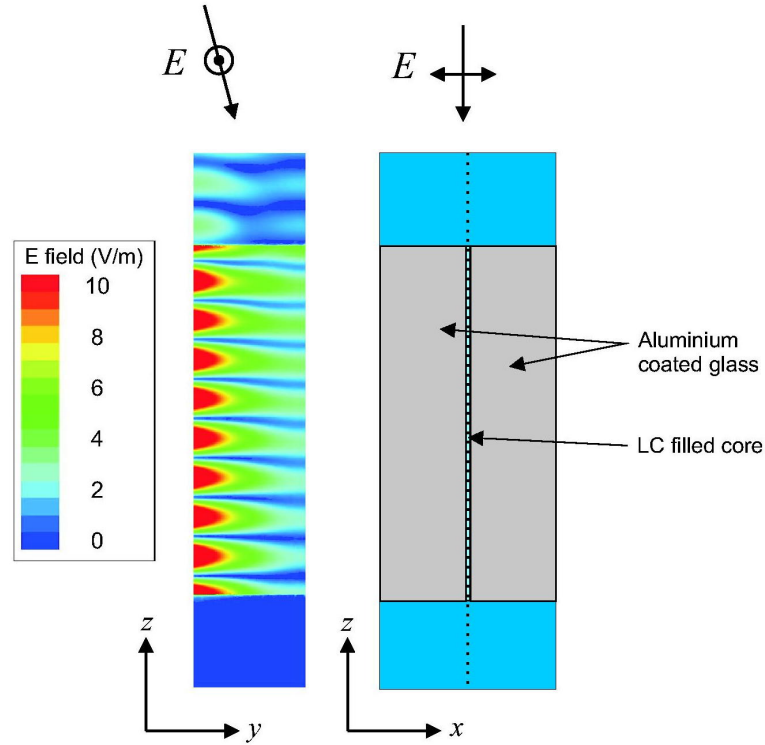 E
E
E field (V/m)
10
8
6
4
2
0
Aluminium
coated glass
LC filled core
z
y
z
x